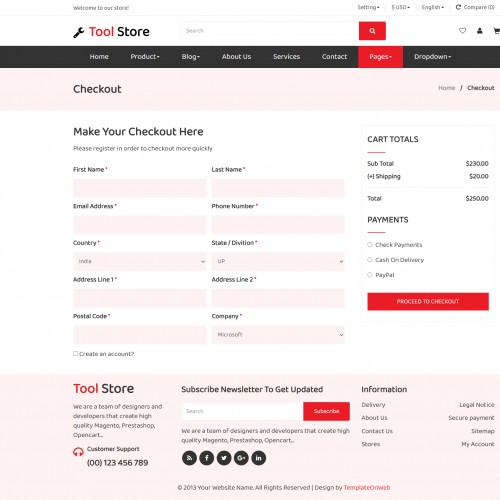 Welcome to our store!
Setting
$ USD
English
Compare (0)
Tool Store
Search
Home
Product
Blog
About Us
Services
Contact
Pages
Dropdown
Checkout
Home / Checkout
Make Your Checkout Here
Please register in order to checkout more quickly
First Name *
Last Name *
Email Address *
Phone Number *
Country *
State / Divition *
India
UP
Address Line 1 *
Address Line 2 *
Postal Code *
Company *
Microsoft
Create an account?
CART TOTALS
Sub Total $230.00
(+) Shipping $20.00
Total $250.00
PAYMENTS
Check Payments
Cash On Delivery
PayPal
PROCEED TO CHECKOUT
Tool Store
We are a team of designers and
developers that create high
quality Magento, Prestashop,
Opencart...
Customer Support
(00) 123 456 789
Subscribe Newsletter To Get Updated
Search
Subscribe
We are a team of designers and developers that create high
quality Magento, Prestashop, Opencart...
Information
Delivery
Legal Notice
About Us
Secure payment
Contact Us
Sitemap
Stores
My Account
© 2013 Your Website Name. All Rights Reserved | Design by TemplateOnWeb